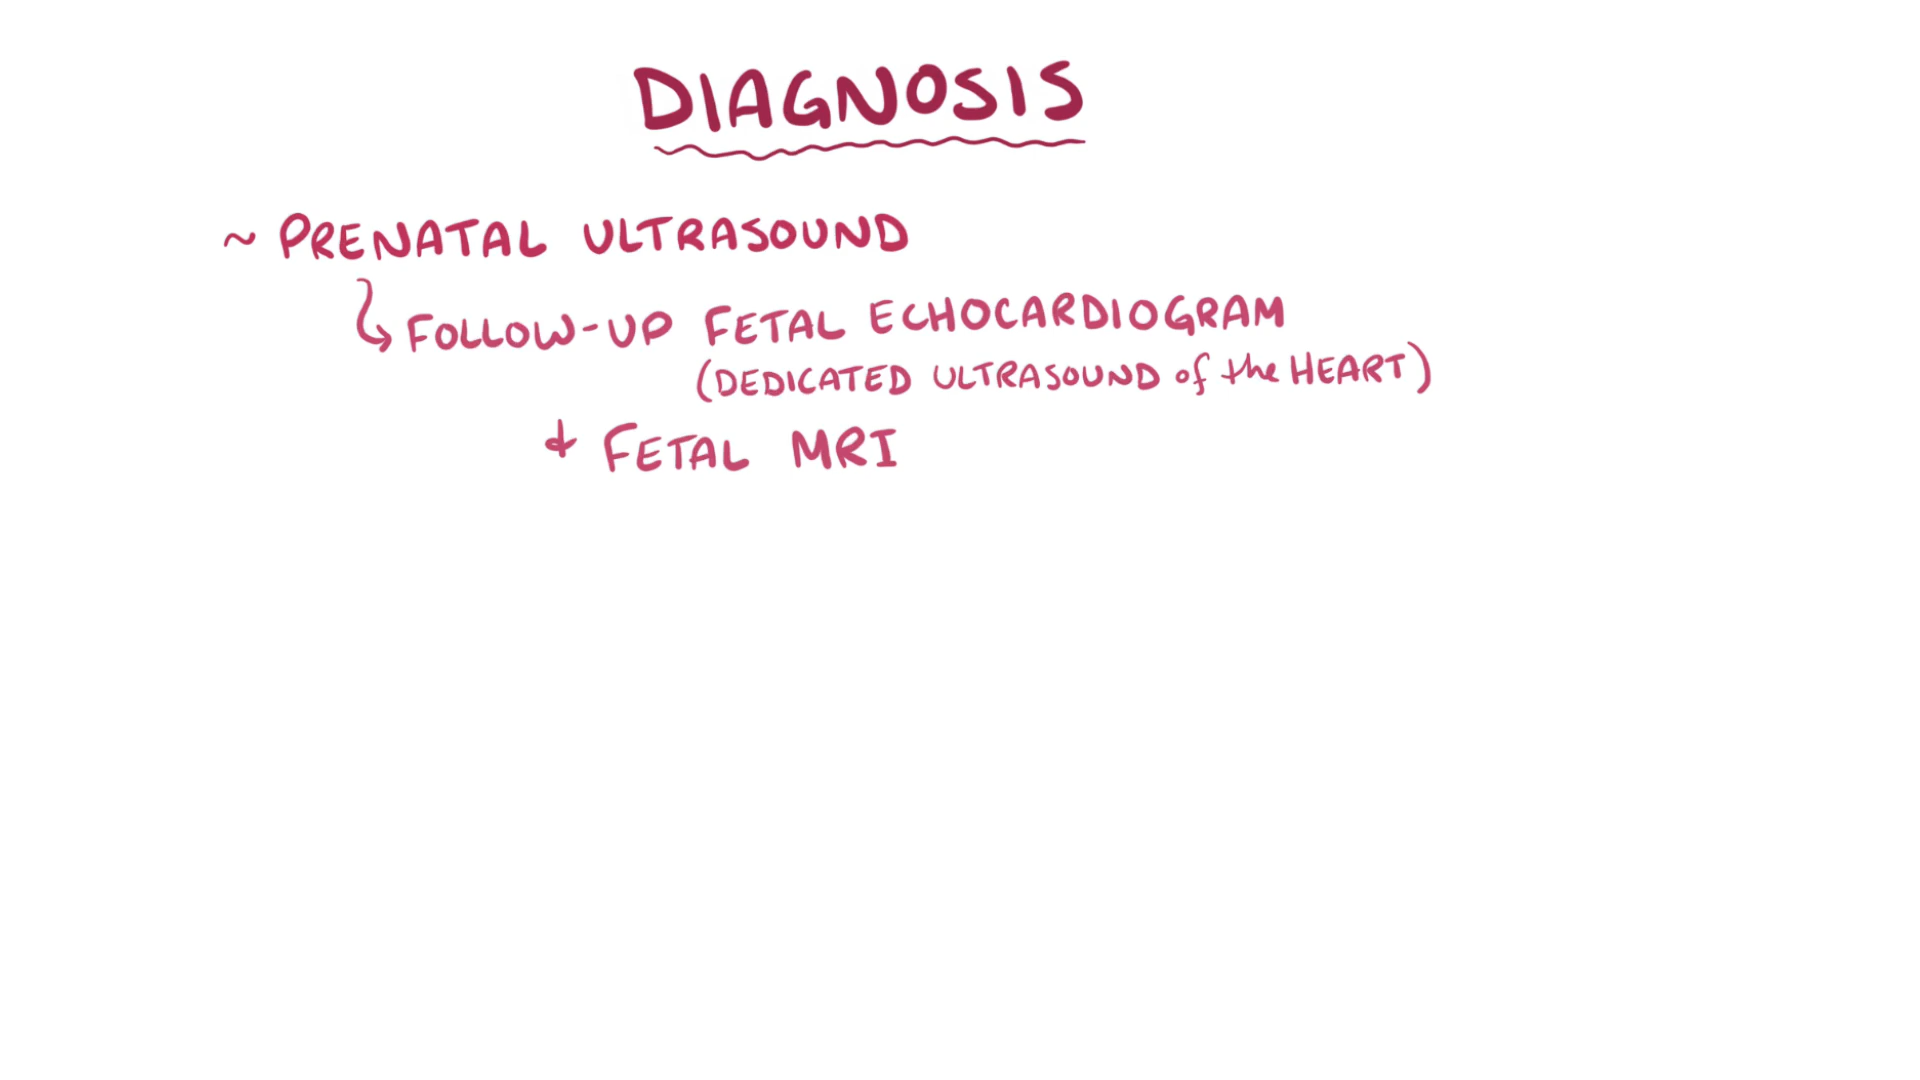 DIAGNOSIS
~ PRENATAL ULTRASOUND
FOLLOW-UP FETAL ECHOCARDIOGRAM
(DEDICATED ULTRASOUND of the HEART)
& FETAL MRI